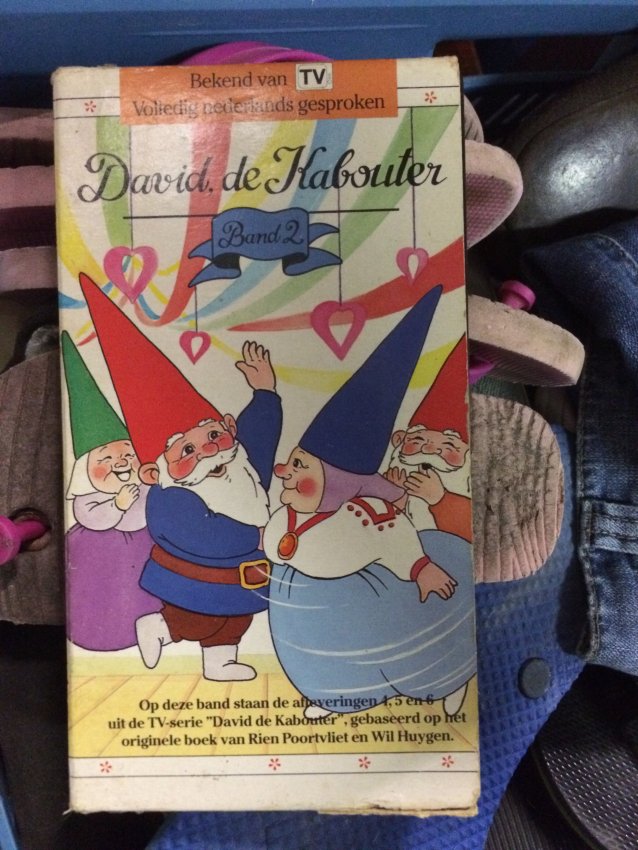 Bekend van TV
Volledig nederlands gesproken
David, de Kabouter
Band 2
Op deze band staan de afleveringen 4, 5 en 6
uit de TV-serie "David de Kabouter", gebaseerd op het
originele boek van Rien Poortvliet en Wil Huygen.